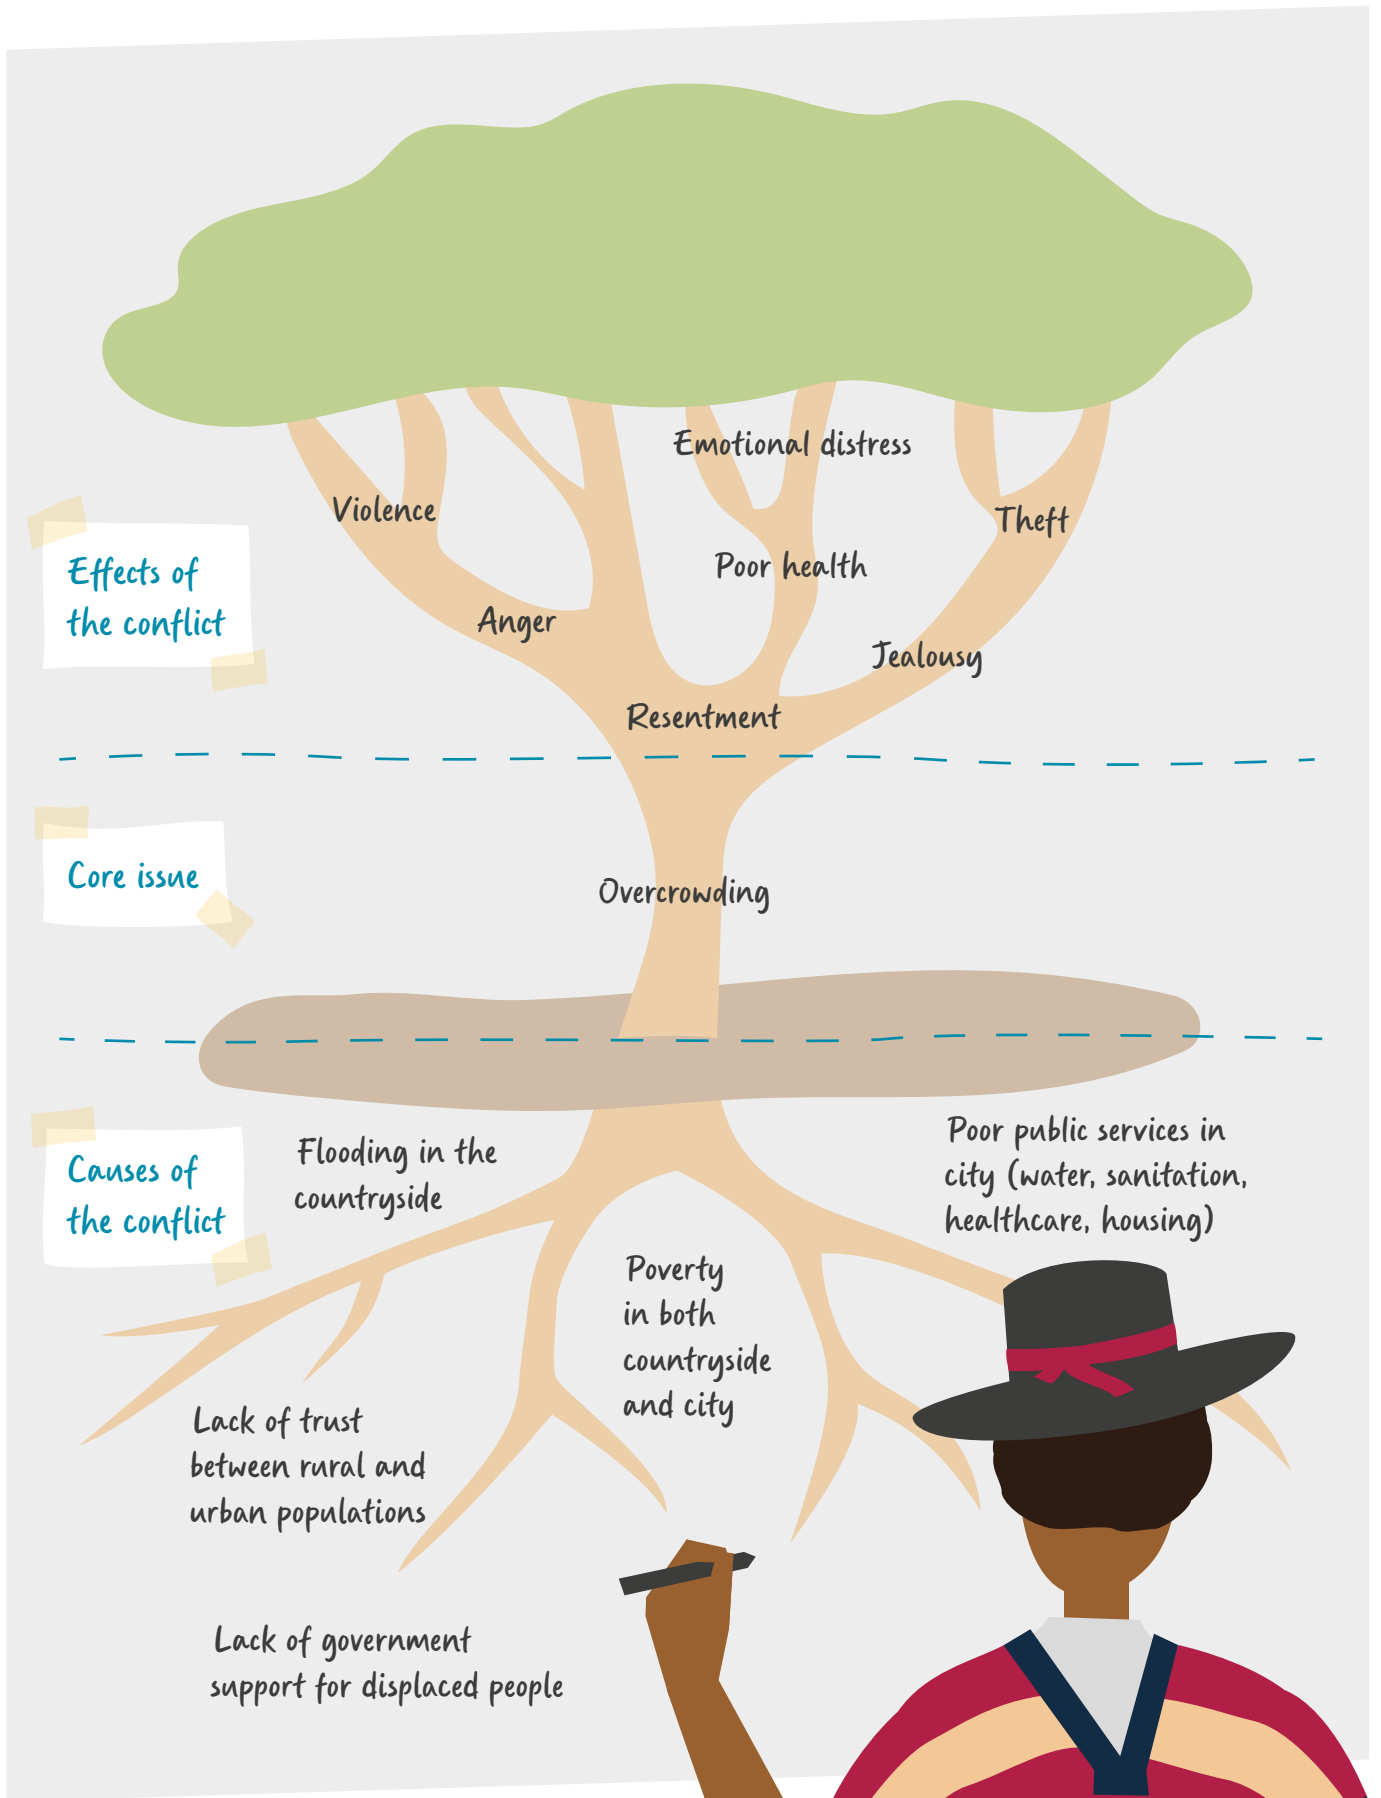 Emotional distress
Violence
Theft
Poor health
Effects of
the conflict
Anger
Jealousy
Resentment
Core issue
Overcrowding
Causes of
the conflict
Flooding in the
countryside
Poor public services in
city (water, sanitation,
healthcare, housing)
Poverty
in both
countryside
and city
Lack of trust
between rural and
urban populations
Lack of government
support for displaced people